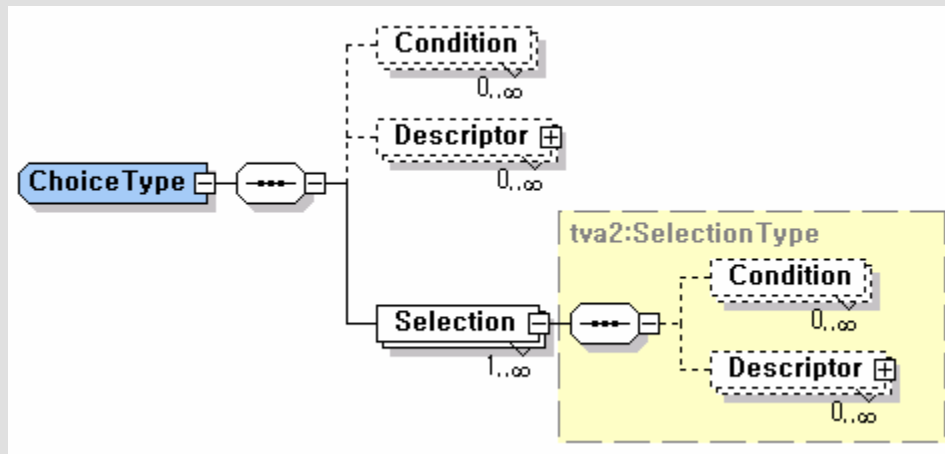 Condition
0..∞
Descriptor
0..∞
ChoiceType
tva2:SelectionType
Condition
0..∞
Selection
1..∞
Descriptor
0..∞